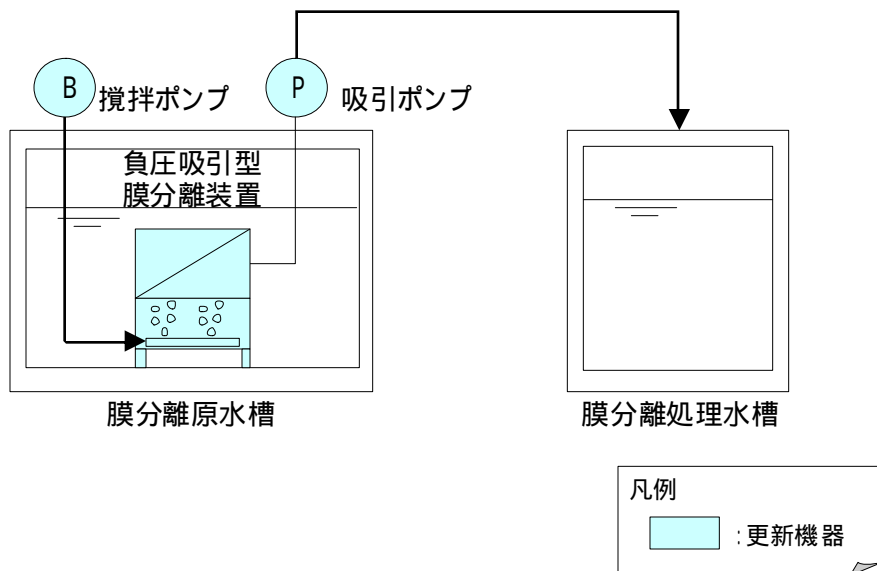 B 撹拌ポンプ
P 吸引ポンプ
負圧吸引型
膜分離装置
膜分離原水槽
膜分離処理水槽
凡例
:更新機器